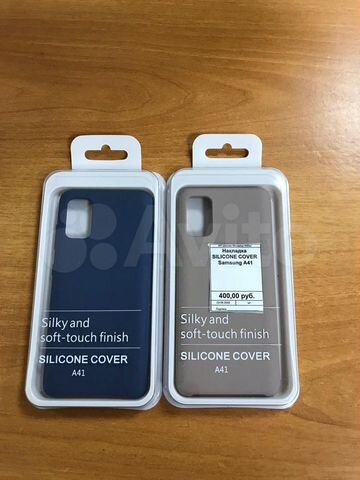 Silky and
soft-touch finish
SILICONE COVER
A41
Накладка
SILICONE COVER
Samsung A41
400,00 руб.
Silky and
soft-touch finish
SILICONE COVER
A41
Avito